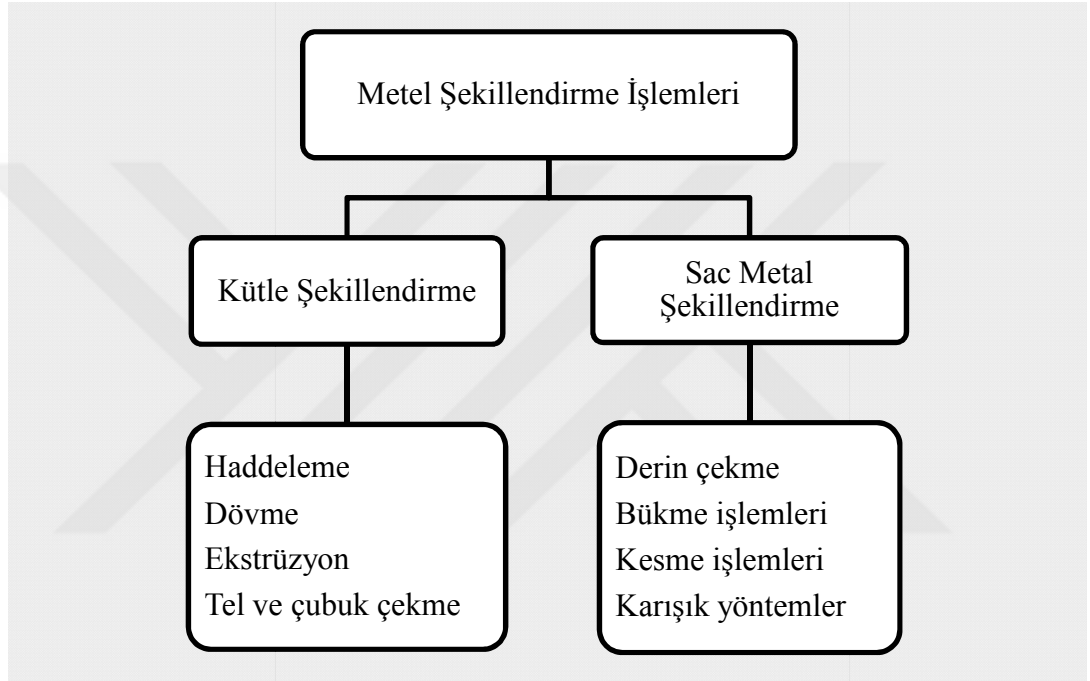 Metel Şekillendirme İşlemleri
Kütle Şekillendirme
Sac Metal
Şekillendirme
Haddeleme
Dövme
Ekstrüzyon
Tel ve çubuk çekme
Derin çekme
Bükme işlemleri
Kesme işlemleri
Karışık yöntemler